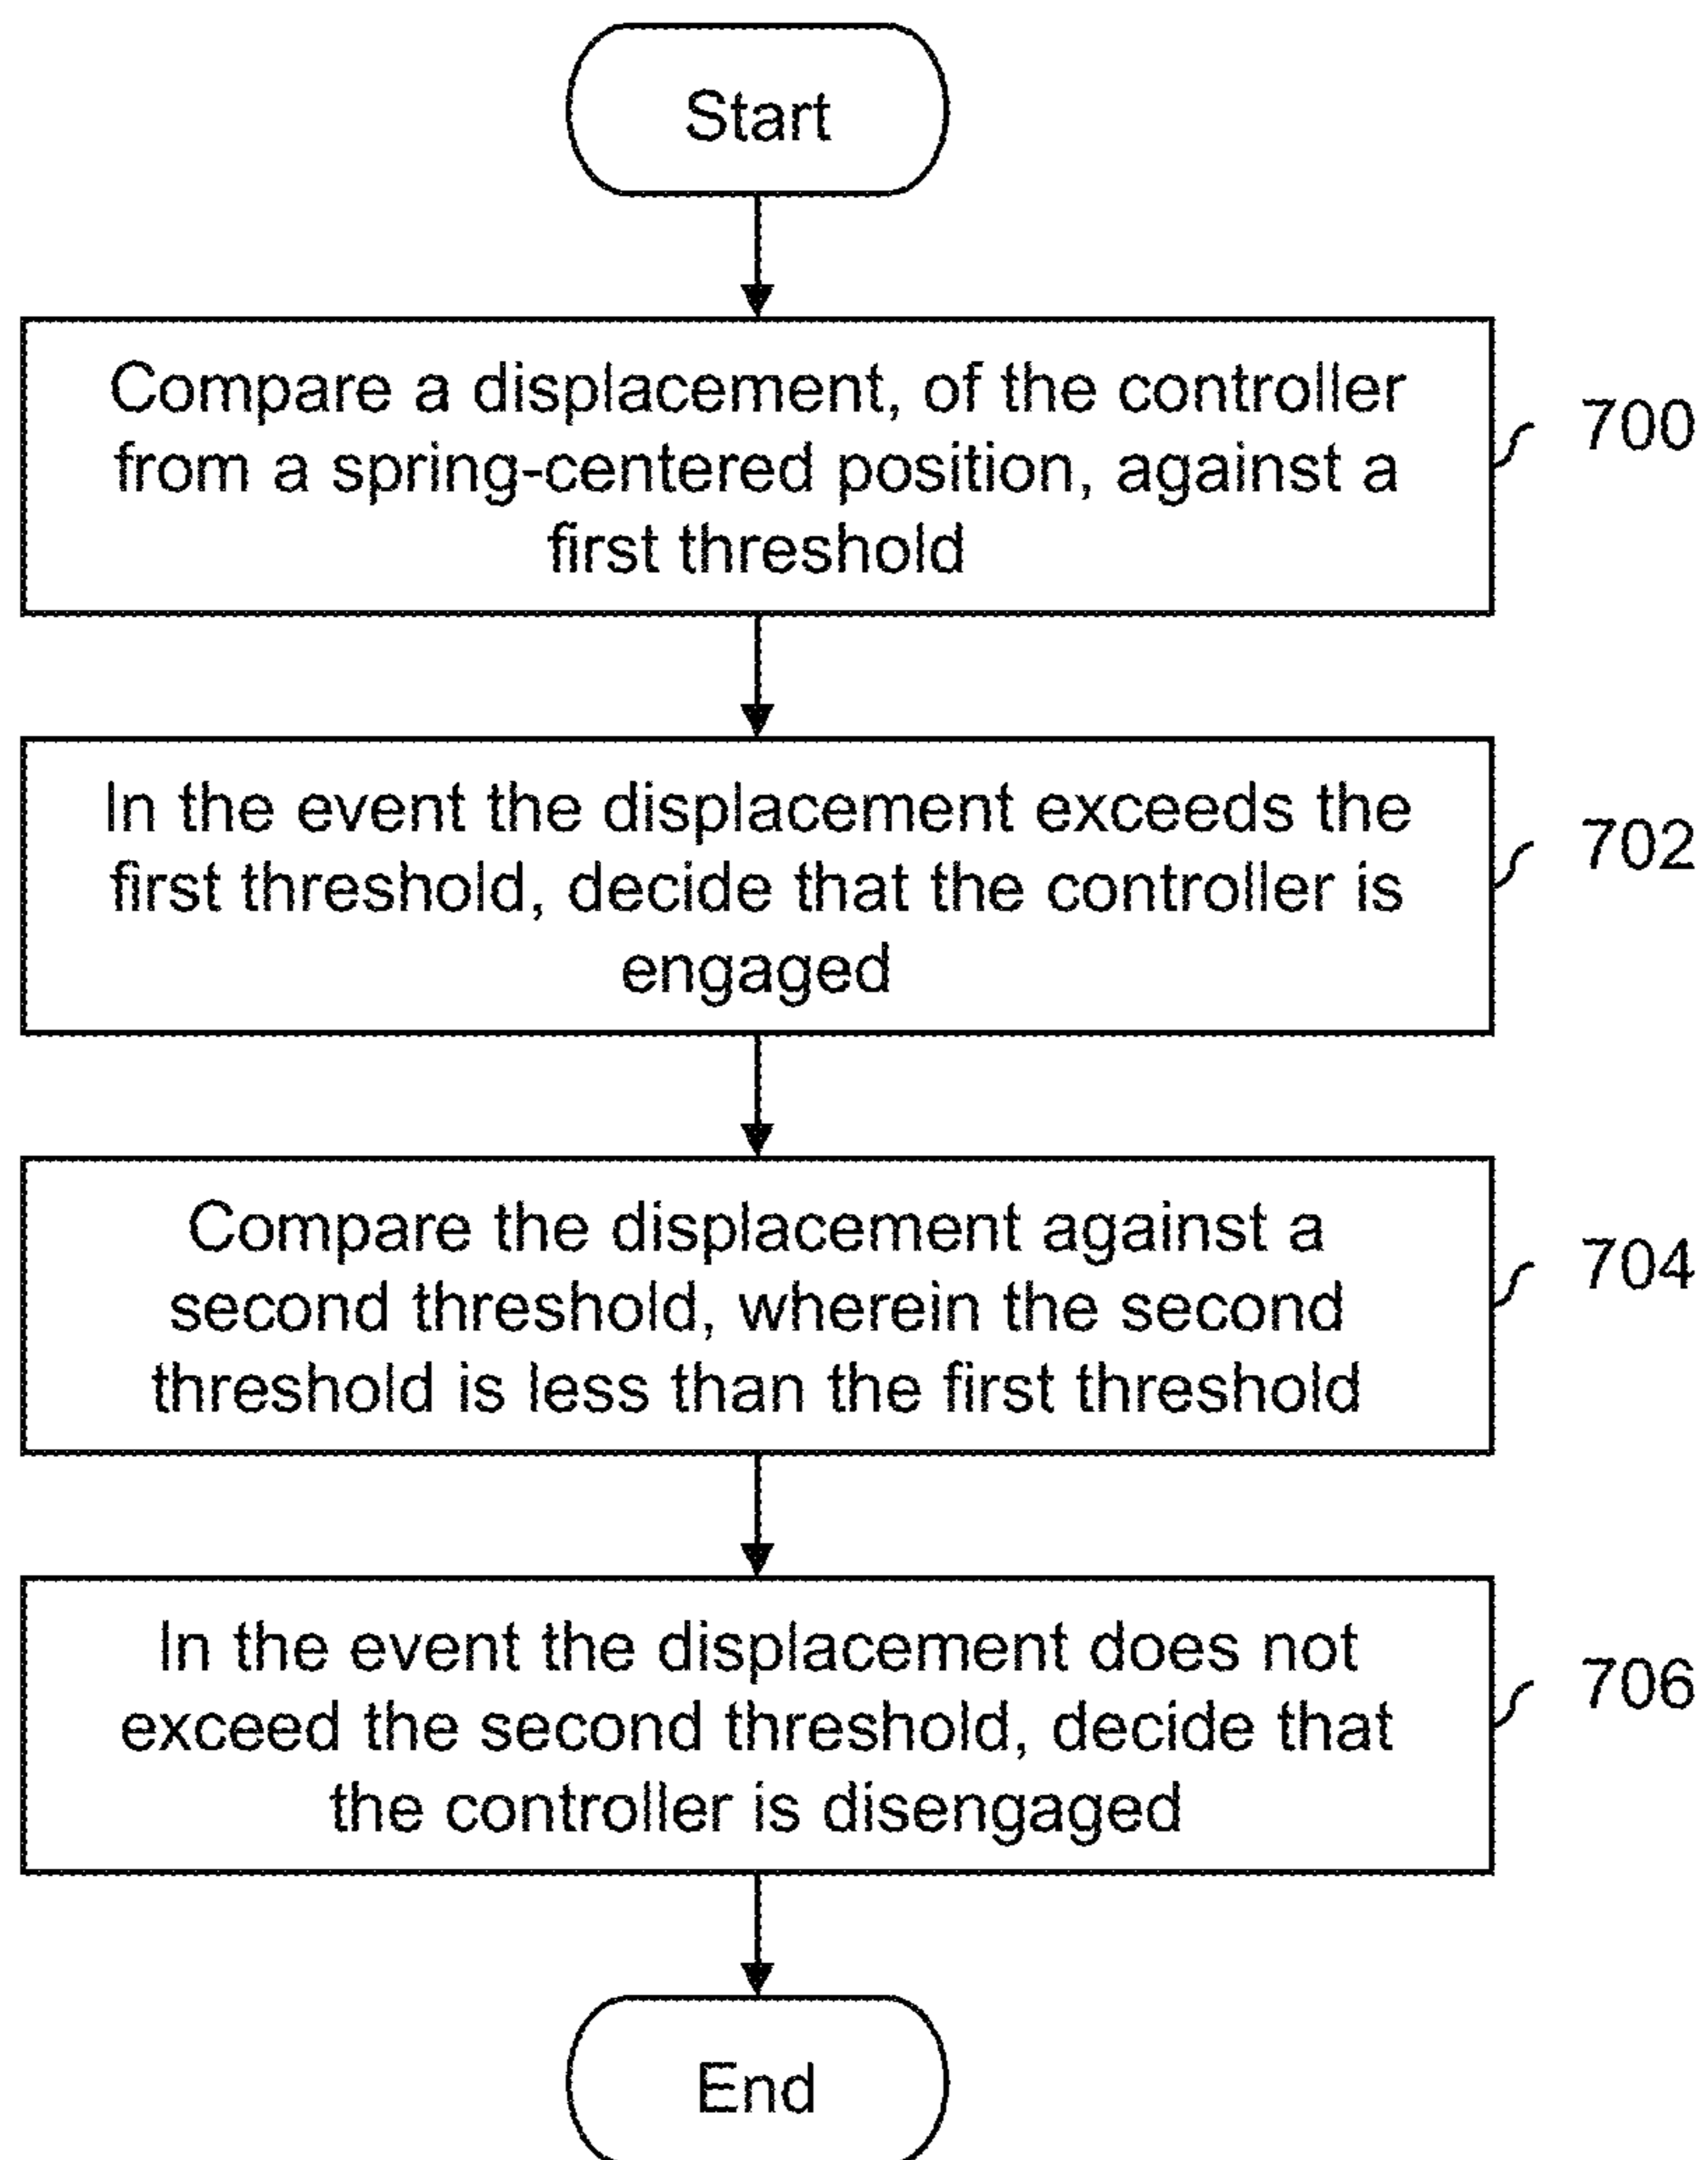 Start
Compare a displacement, of the controller
from a spring-centered position, against a
first threshold
700
In the event the displacement exceeds the
first threshold, decide that the controller is
engaged
702
Compare the displacement against a
second threshold, wherein the second
threshold is less than the first threshold
704
In the event the displacement does not
exceed the second threshold, decide that
the controller is disengaged
706
End